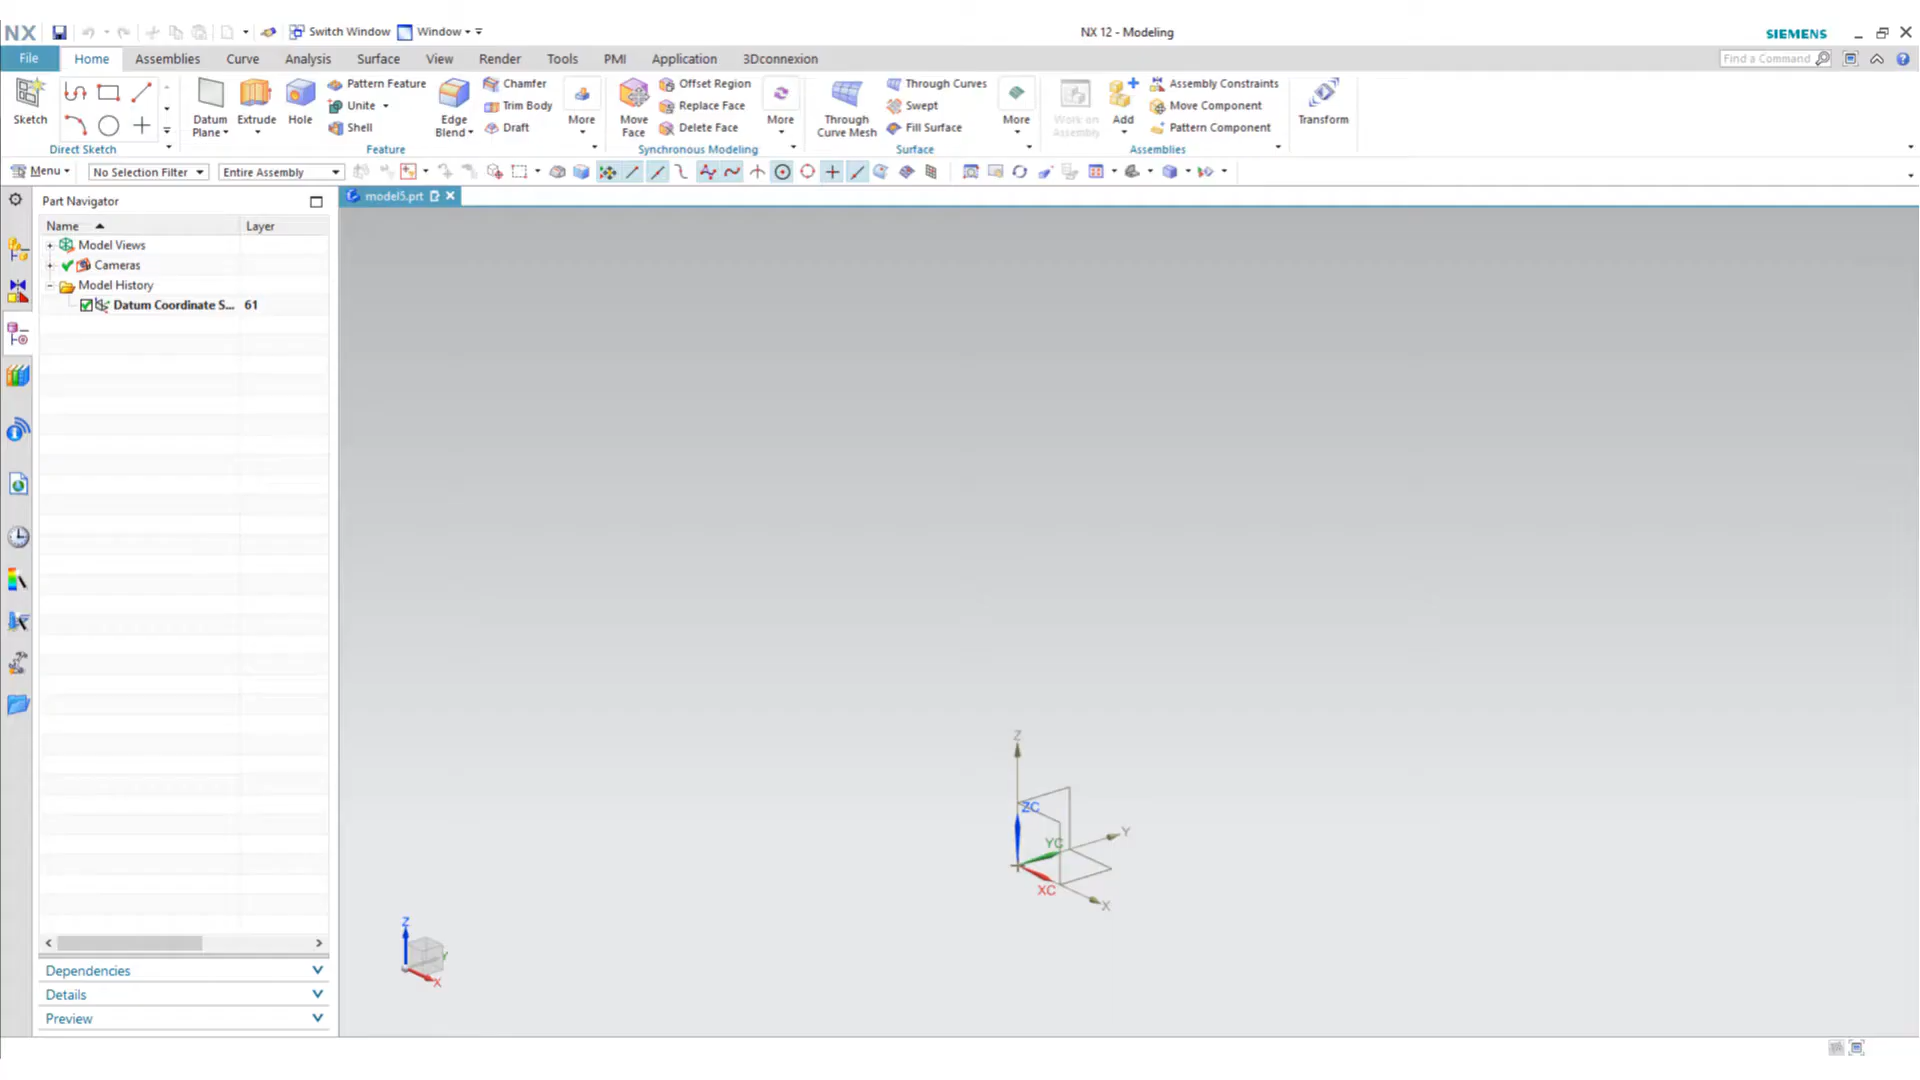 NX Switch Window Window NX 12 - Modeling SIEMENS
File Home Assemblies Curve Analysis Surface View Render Tools PMI Application 3Dconnexion Find a Command
Sketch
Direct Sketch
Datum Plane
Extrude
Hole
Pattern Feature
Unite
Shell
Edge Blend
Chamfer
Trim Body
Draft
More
Feature
Move Face
Offset Region
Replace Face
Delete Face
More
Synchronous Modeling
Through Curve Mesh
Through Curves
Swept
Fill Surface
More
Surface
Work on Assembly
Add
Assembly Constraints
Move Component
Pattern Component
Assemblies
Transform
Menu No Selection Filter Entire Assembly
Part Navigator
model5.prt
Name Layer
Model Views
Cameras
Model History
Datum Coordinate S... 61
Z
ZC
Y
YC
XC
X
Z
Y
X
Dependencies
Details
Preview